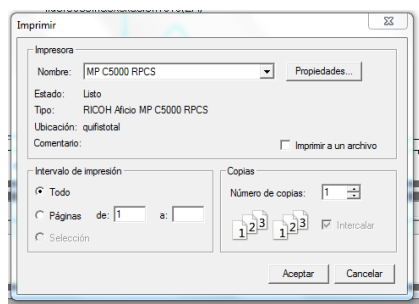 Imprimir
Impresora
Nombre: MP C5000 RPCS Propiedades...
Estado: Listo
Tipo: RICOH Aficio MP C5000 RPCS
Ubicación: quifistotal
Comentario: Imprimir a un archivo
Intervalo de impresión
Todo
Páginas de: 1 a:
Selección
Copias
Número de copias: 1
1 2 3 1 2 3 Intercalar
Aceptar Cancelar